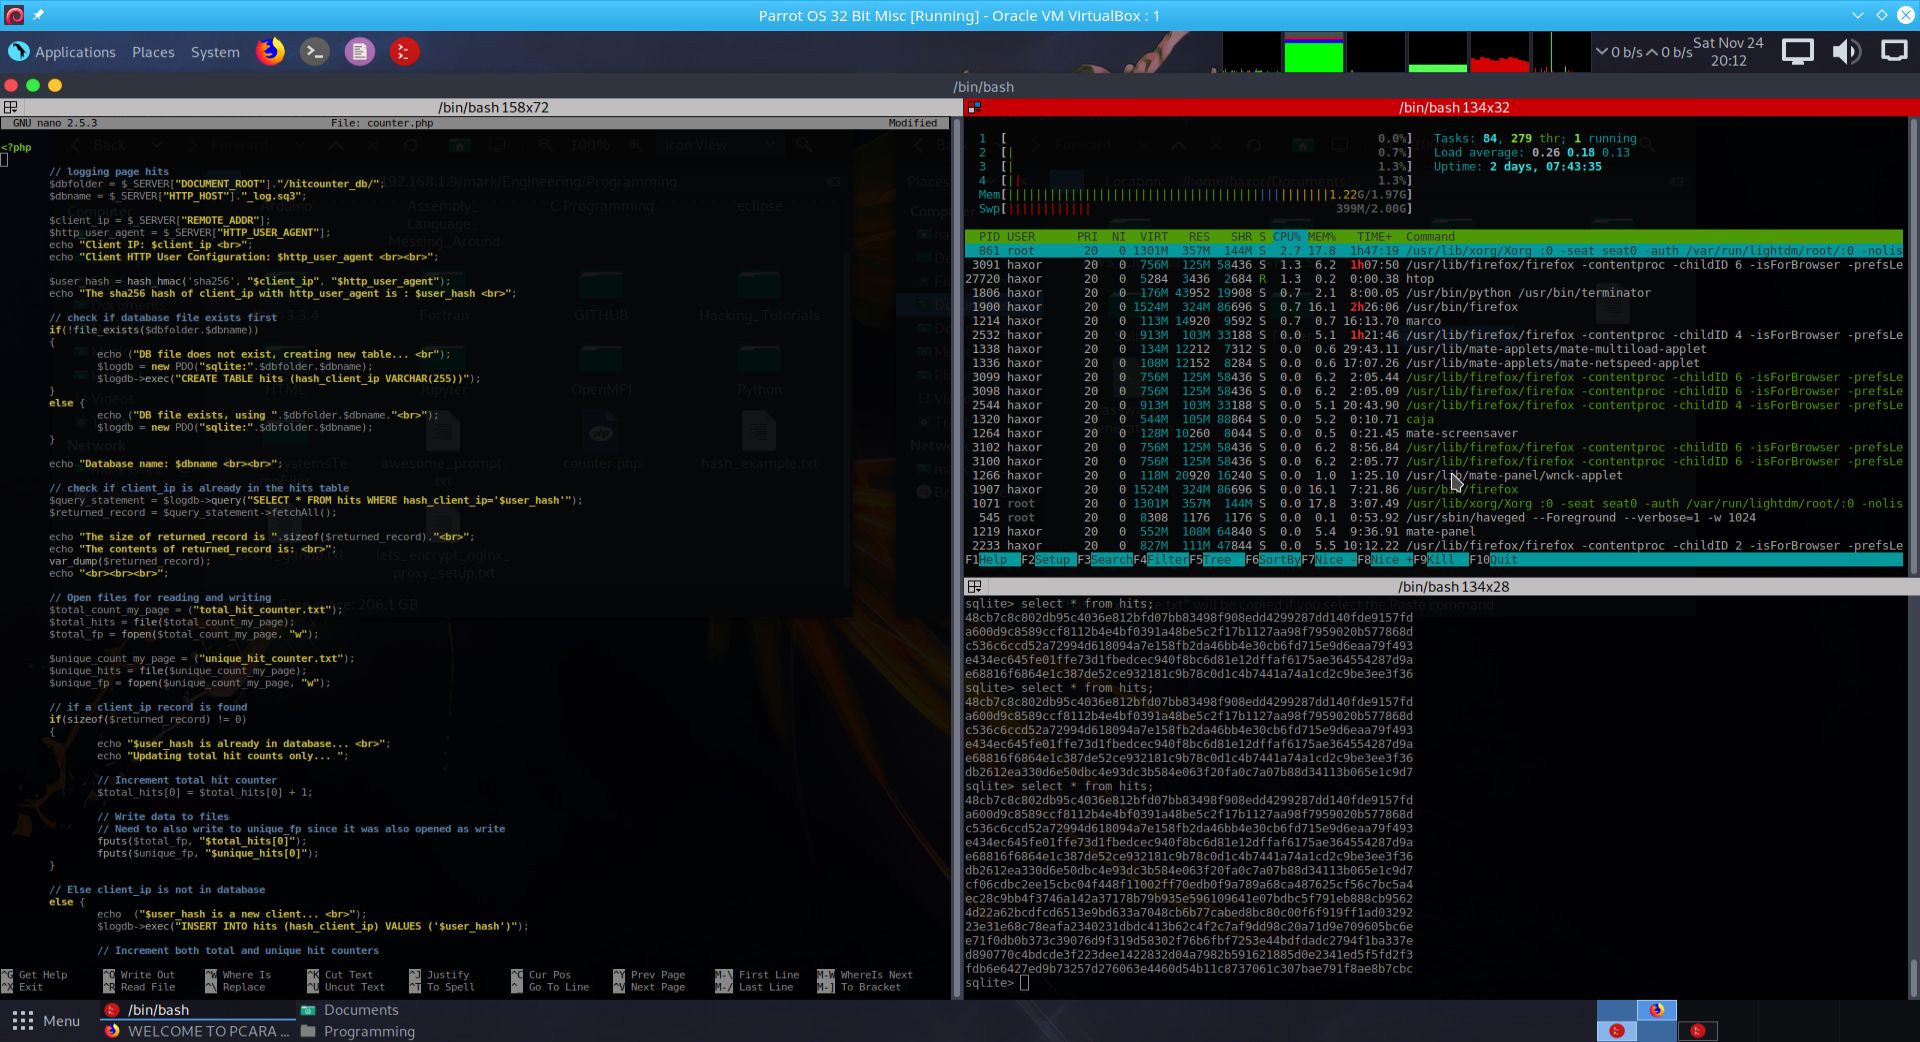 Parrot OS 32 Bit Misc [Running] - Oracle VM VirtualBox : 1
Applications Places System
0 b/s 0 b/s
Sat Nov 24
20:12
/bin/bash
/bin/bash 158x72
GNU nano 2.5.3 File: counter.php Modified
<?php
// logging page hits
$dbfolder = $_SERVER["DOCUMENT_ROOT"]."/hitcounter_db/";
$dbname = $_SERVER["HTTP_HOST"]."_log.sq3";
$client_ip = $_SERVER["REMOTE_ADDR"];
$http_user_agent = $_SERVER["HTTP_USER_AGENT"];
echo "Client IP: $client_ip <br>";
echo "Client HTTP User Configuration: $http_user_agent <br><br>";
$user_hash = hash_hmac('sha256', "$client_ip", "$http_user_agent");
echo "The sha256 hash of client_ip with http_user_agent is : $user_hash <br>";
// check if database file exists first
if(!file_exists($dbfolder.$dbname))
{
echo ("DB file does not exist, creating new table... <br");
$logdb = new PDO("sqlite:".$dbfolder.$dbname);
$logdb->exec("CREATE TABLE hits (hash_client_ip VARCHAR(255))");
}
else {
echo ("DB file exists, using ".$dbfolder.$dbname."<br>");
$logdb = new PDO("sqlite:".$dbfolder.$dbname);
}
echo "Database name: $dbname <br><br>";
// check if client_ip is already in the hits table
$query_statement = $logdb->query("SELECT * FROM hits WHERE hash_client_ip='$user_hash'");
$returned_record = $query_statement->fetchAll();
echo "The size of returned_record is ".sizeof($returned_record)."<br>";
echo "The contents of returned_record is: <br>";
var_dump($returned_record);
echo "<br><br><br>";
// Open files for reading and writing
$total_count_my_page = ("total_hit_counter.txt");
$total_hits = file($total_count_my_page);
$total_fp = fopen($total_count_my_page, "w");
$unique_count_my_page = ("unique_hit_counter.txt");
$unique_hits = file($unique_count_my_page);
$unique_fp = fopen($unique_count_my_page, "w");
// if a client_ip record is found
if(sizeof($returned_record) != 0)
{
echo "$user_hash is already in database... <br>";
echo "Updating total hit counts only... ";
// Increment total hit counter
$total_hits[0] = $total_hits[0] + 1;
// Write data to files
// Need to also write to unique_fp since it was also opened as write
fputs($total_fp, "$total_hits[0]");
fputs($unique_fp, "$unique_hits[0]");
}
// Else client_ip is not in database
else {
echo ("$user_hash is a new client... <br>");
$logdb->exec("INSERT INTO hits (hash_client_ip) VALUES ('$user_hash')");
// Increment both total and unique hit counters
^G Get Help ^O Write Out ^W Where Is ^K Cut Text ^J Justify ^C Cur Pos ^Y Prev Page M-\ First Line M-W WhereIs Next
^X Exit ^R Read File ^\ Replace ^U Uncut Text ^T To Spell ^_ Go To Line ^V Next Page M-/ Last Line M-] To Bracket
/bin/bash 134x32
1 [ 0.0%] Tasks: 84, 279 thr; 1 running
2 [| 0.7%] Load average: 0.26 0.18 0.13
3 [| 1.3%] Uptime: 2 days, 07:43:35
4 [|| 1.3%]
Mem[ 1.22G/1.97G]
Swp[ 399M/2.00G]
PID USER PRI NI VIRT RES SHR S CPU% MEM% TIME+ Command
861 root 20 0 1301M 357M 144M S 2.7 17.8 1h47:19 /usr/lib/xorg/Xorg :0 -seat seat0 -auth /var/run/lightdm/root/:0 -nolis
3091 haxor 20 0 756M 125M 58436 S 1.3 6.2 1h07:50 /usr/lib/firefox/firefox -contentproc -childID 6 -isForBrowser -prefsLe
27720 haxor 20 0 5284 3436 2684 R 1.3 0.2 0:00.38 htop
1806 haxor 20 0 176M 43952 19908 S 0.7 2.1 8:00.05 /usr/bin/python /usr/bin/terminator
1900 haxor 20 0 1524M 324M 86696 S 0.7 16.1 2h26:06 /usr/bin/firefox
1214 haxor 20 0 113M 14920 9592 S 0.7 0.7 16:13.70 marco
2532 haxor 20 0 913M 103M 33188 S 0.0 5.1 1h21:46 /usr/lib/firefox/firefox -contentproc -childID 4 -isForBrowser -prefsLe
1338 haxor 20 0 134M 12212 7312 S 0.0 0.6 29:43.11 /usr/lib/mate-applets/mate-multiload-applet
1336 haxor 20 0 108M 12152 8284 S 0.0 0.6 17:07.26 /usr/lib/mate-applets/mate-netspeed-applet
3099 haxor 20 0 756M 125M 58436 S 0.0 6.2 2:05.44 /usr/lib/firefox/firefox -contentproc -childID 6 -isForBrowser -prefsLe
3098 haxor 20 0 756M 125M 58436 S 0.0 6.2 2:05.09 /usr/lib/firefox/firefox -contentproc -childID 6 -isForBrowser -prefsLe
2544 haxor 20 0 913M 103M 33188 S 0.0 5.1 20:43.90 /usr/lib/firefox/firefox -contentproc -childID 4 -isForBrowser -prefsLe
1320 haxor 20 0 544M 105M 88864 S 0.0 5.2 0:10.71 caja
1264 haxor 20 0 128M 10260 8044 S 0.0 0.5 0:21.45 mate-screensaver
3102 haxor 20 0 756M 125M 58436 S 0.0 6.2 8:56.84 /usr/lib/firefox/firefox -contentproc -childID 6 -isForBrowser -prefsLe
3100 haxor 20 0 756M 125M 58436 S 0.0 6.2 2:05.77 /usr/lib/firefox/firefox -contentproc -childID 6 -isForBrowser -prefsLe
1266 haxor 20 0 118M 20920 16240 S 0.0 1.0 1:25.10 /usr/lib/mate-panel/wnck-applet
1907 haxor 20 0 1524M 324M 86696 S 0.0 16.1 7:21.86 /usr/bin/firefox
1071 root 20 0 1301M 357M 144M S 0.0 17.8 3:07.49 /usr/lib/xorg/Xorg :0 -seat seat0 -auth /var/run/lightdm/root/:0 -nolis
545 root 20 0 8308 1176 1176 S 0.0 0.1 0:53.92 /usr/sbin/haveged --Foreground --verbose=1 -w 1024
1219 haxor 20 0 552M 108M 64840 S 0.0 5.4 9:36.91 mate-panel
2233 haxor 20 0 827M 111M 47844 S 0.0 5.5 10:12.22 /usr/lib/firefox/firefox -contentproc -childID 2 -isForBrowser -prefsLe
F1Help F2Setup F3SearchF4FilterF5Tree F6SortByF7Nice -F8Nice +F9Kill F10Quit
/bin/bash 134x28
sqlite> select * from hits;
48cb7c8c802db95c4036e812bfd07bb83498f908edd4299287dd140fde9157fd
a600d9c8589ccf8112b4e4bf0391a48be5c2f17b1127aa98f7959020b577868d
c536c6ccd52a72994d618094a7e158fb2da46bb4e30cb6fd715e9d6eaa79f493
e434ec645fe01ffe73d1fbedcec940f8bc6d81e12dffaf6175ae364554287d9a
e68816f6864e1c387de52ce932181c9b78c0d1c4b7441a74a1cd2c9be3ee3f36
sqlite> select * from hits;
48cb7c8c802db95c4036e812bfd07bb83498f908edd4299287dd140fde9157fd
a600d9c8589ccf8112b4e4bf0391a48be5c2f17b1127aa98f7959020b577868d
c536c6ccd52a72994d618094a7e158fb2da46bb4e30cb6fd715e9d6eaa79f493
e434ec645fe01ffe73d1fbedcec940f8bc6d81e12dffaf6175ae364554287d9a
e68816f6864e1c387de52ce932181c9b78c0d1c4b7441a74a1cd2c9be3ee3f36
db2612ea330d6e50dbc4e93dc3b584e063f20fa0c7a07b88d34113b065e1c9d7
sqlite> select * from hits;
48cb7c8c802db95c4036e812bfd07bb83498f908edd4299287dd140fde9157fd
a600d9c8589ccf8112b4e4bf0391a48be5c2f17b1127aa98f7959020b577868d
c536c6ccd52a72994d618094a7e158fb2da46bb4e30cb6fd715e9d6eaa79f493
e434ec645fe01ffe73d1fbedcec940f8bc6d81e12dffaf6175ae364554287d9a
e68816f6864e1c387de52ce932181c9b78c0d1c4b7441a74a1cd2c9be3ee3f36
db2612ea330d6e50dbc4e93dc3b584e063f20fa0c7a07b88d34113b065e1c9d7
cf06cdbc2ee15cbc04f448f11002ff70edb0f9a789a68ca487625cf56c7bc5a4
ec28c9bb4f3746a142a37178b79b935e596109641e07bdbc5f791eb888cb9562
4d22a62bcdfcd6513e9bd633a7048cb6b77cabed8bc80c00f6f919ff1ad03292
23e31e68c78eafa2340231dbdc413b62c4f2c7af9dd98c20a71d9e709605bc6e
e71f0db0b373c39076d9f319d58302f76b6fbf7253e44bdfdadc2794f1ba337e
d890770c4bdcde3f223dee1422832d04a7982b591621885d0e2341ed5f5fd2f3
fdb6e6427ed9b73257d276063e4460d54b11c8737061c307bae791f8ae8b7cbc
sqlite>
Menu
/bin/bash
Documents
WELCOME TO PCARA ...
Programming